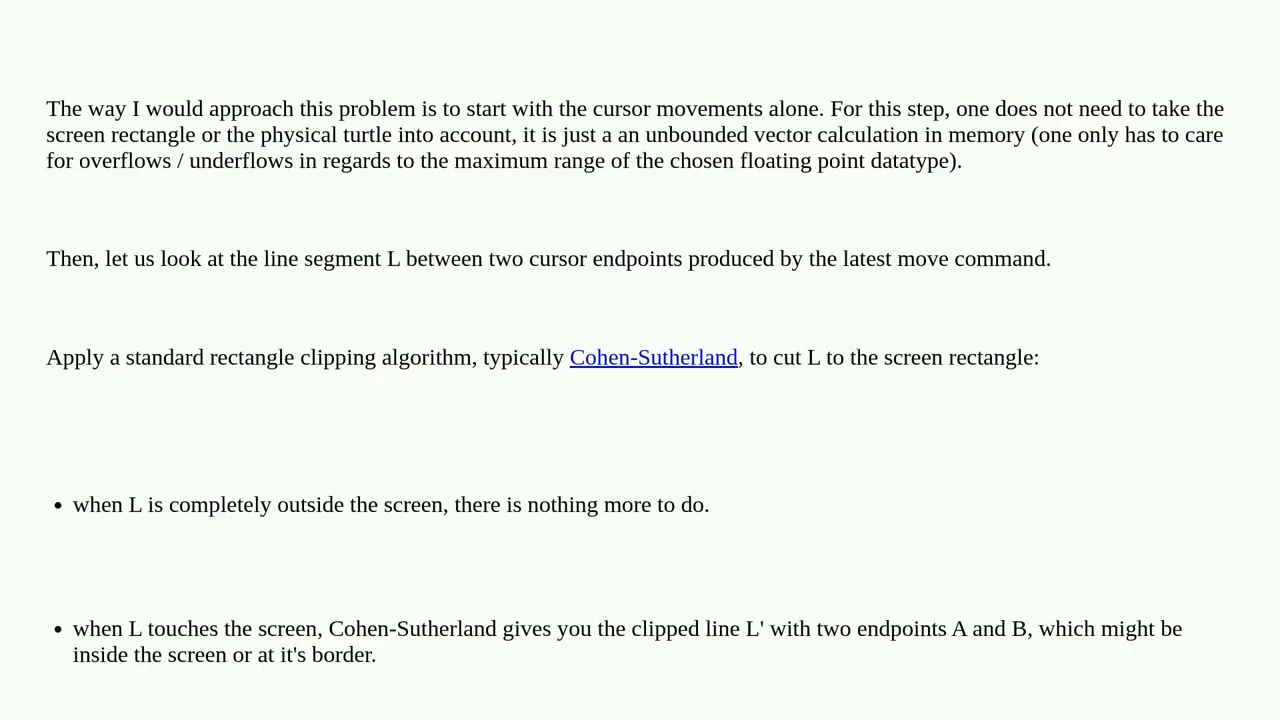 The way I would approach this problem is to start with the cursor movements alone. For this step, one does not need to take the
screen rectangle or the physical turtle into account, it is just a an unbounded vector calculation in memory (one only has to care
for overflows / underflows in regards to the maximum range of the chosen floating point datatype).
Then, let us look at the line segment L between two cursor endpoints produced by the latest move command.
Apply a standard rectangle clipping algorithm, typically Cohen-Sutherland, to cut L to the screen rectangle:
• when L is completely outside the screen, there is nothing more to do.
• when L touches the screen, Cohen-Sutherland gives you the clipped line L' with two endpoints A and B, which might be
inside the screen or at it's border.